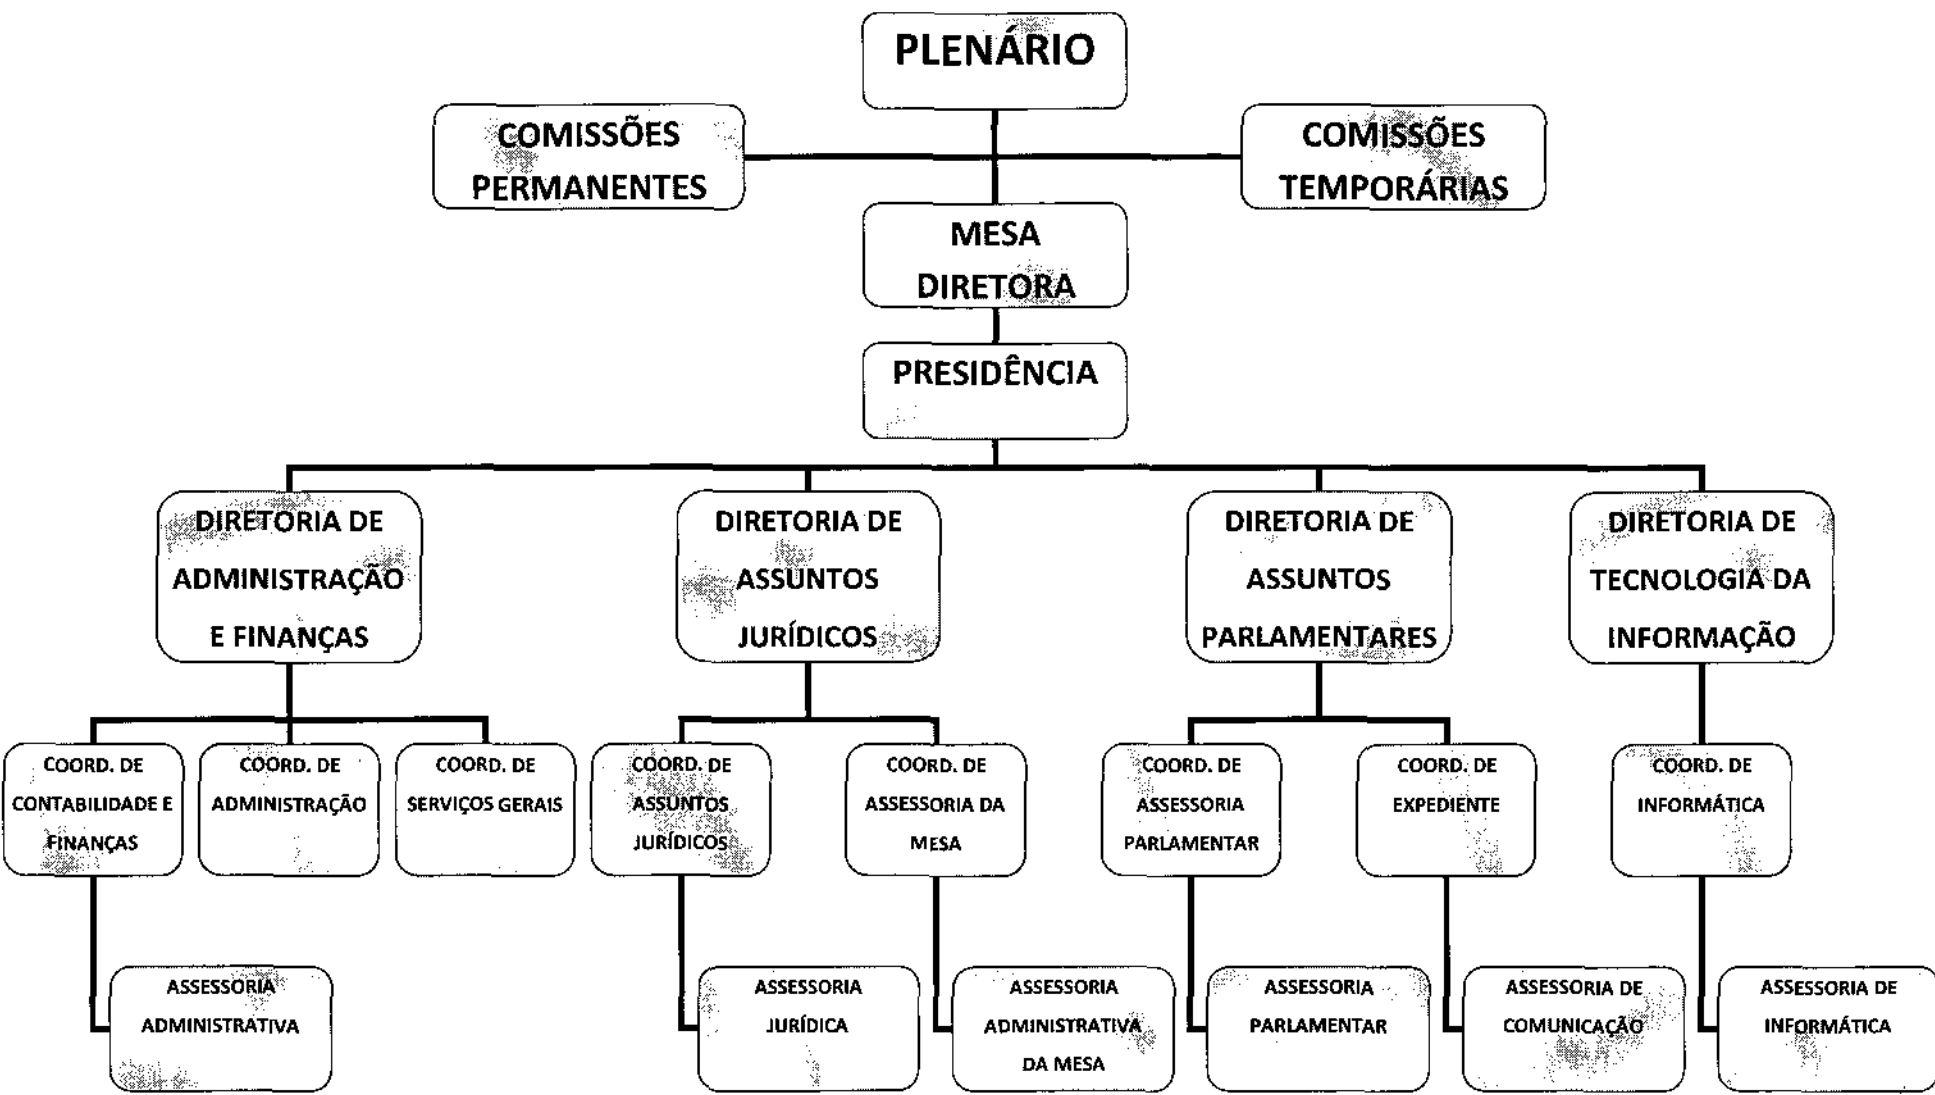 PLENÁRIO
COMISSÕES
PERMANENTES
COMISSÕES
TEMPORÁRIAS
MESA
DIRETORA
PRESIDÊNCIA
DIRETORIA DE
ADMINISTRAÇÃO
E FINANÇAS
DIRETORIA DE
ASSUNTOS
JURÍDICOS
DIRETORIA DE
ASSUNTOS
PARLAMENTARES
DIRETORIA DE
TECNOLOGIA DA
INFORMAÇÃO
COORD. DE
CONTABILIDADE E
FINANÇAS
COORD. DE
ADMINISTRAÇÃO
COORD. DE
SERVIÇOS GERAIS
COORD. DE
ASSUNTOS
JURÍDICOS
COORD. DE
ASSESSORIA DA
MESA
COORD. DE
ASSESSORIA
PARLAMENTAR
COORD. DE
EXPEDIENTE
COORD. DE
INFORMÁTICA
ASSESSORIA
ADMINISTRATIVA
ASSESSORIA
JURÍDICA
ASSESSORIA
ADMINISTRATIVA
DA MESA
ASSESSORIA
PARLAMENTAR
ASSESSORIA DE
COMUNICAÇÃO
ASSESSORIA DE
INFORMÁTICA